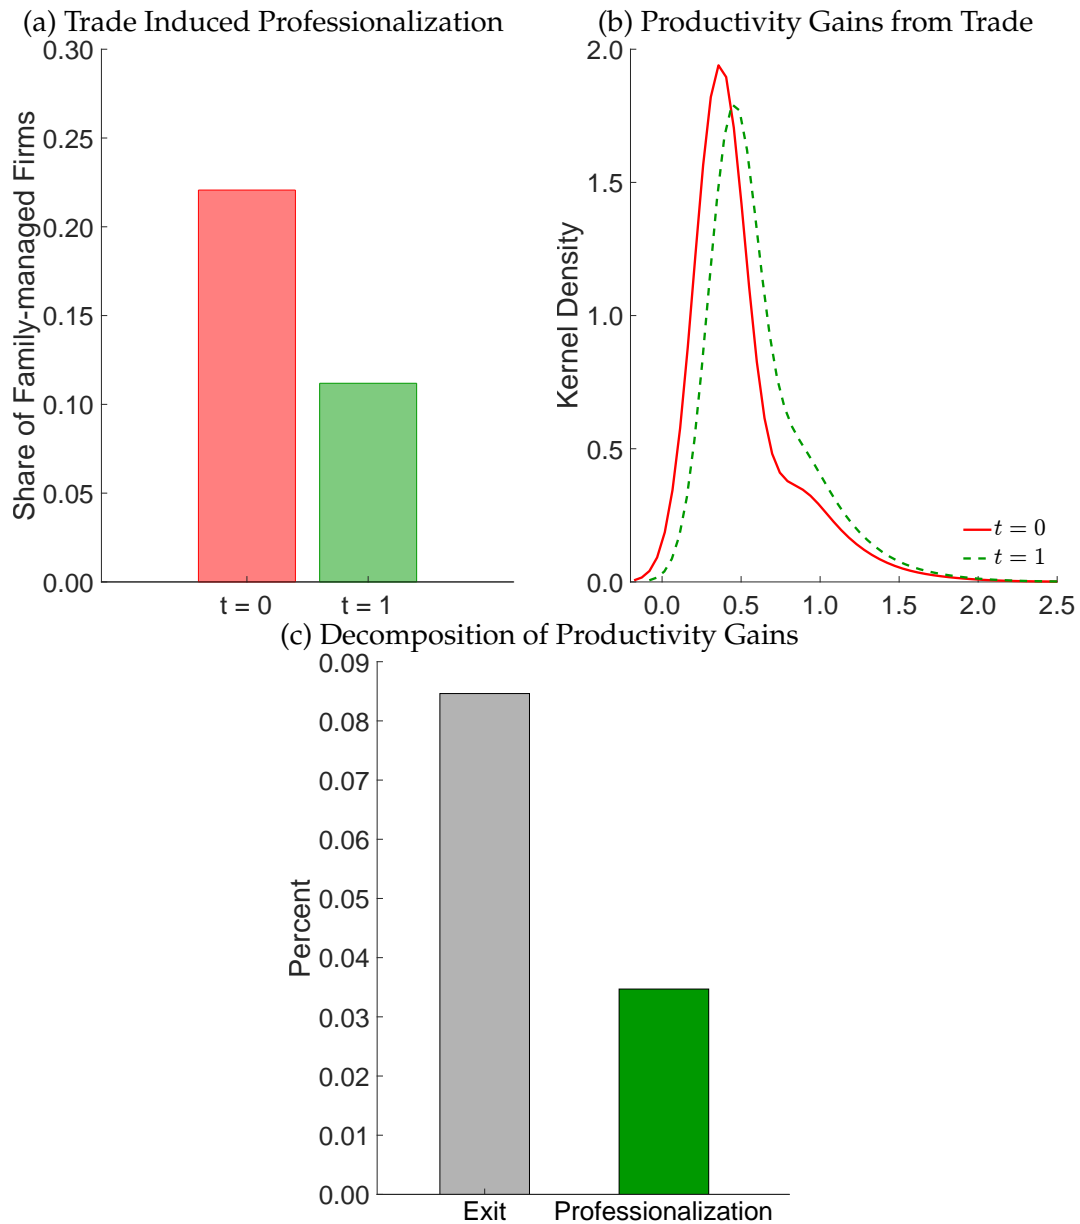 (a) Trade Induced Professionalization
Share of Family-managed Firms
0.30
0.25
0.20
0.15
0.10
0.05
0.00
t = 0
t = 1
(b) Productivity Gains from Trade
Kernel Density
2.0
1.5
1.0
0.5
0.0
t = 0
t = 1
0.0
0.5
1.0
1.5
2.0
2.5
(c) Decomposition of Productivity Gains
Percent
0.09
0.08
0.07
0.06
0.05
0.04
0.03
0.02
0.01
0.00
Exit
Professionalization